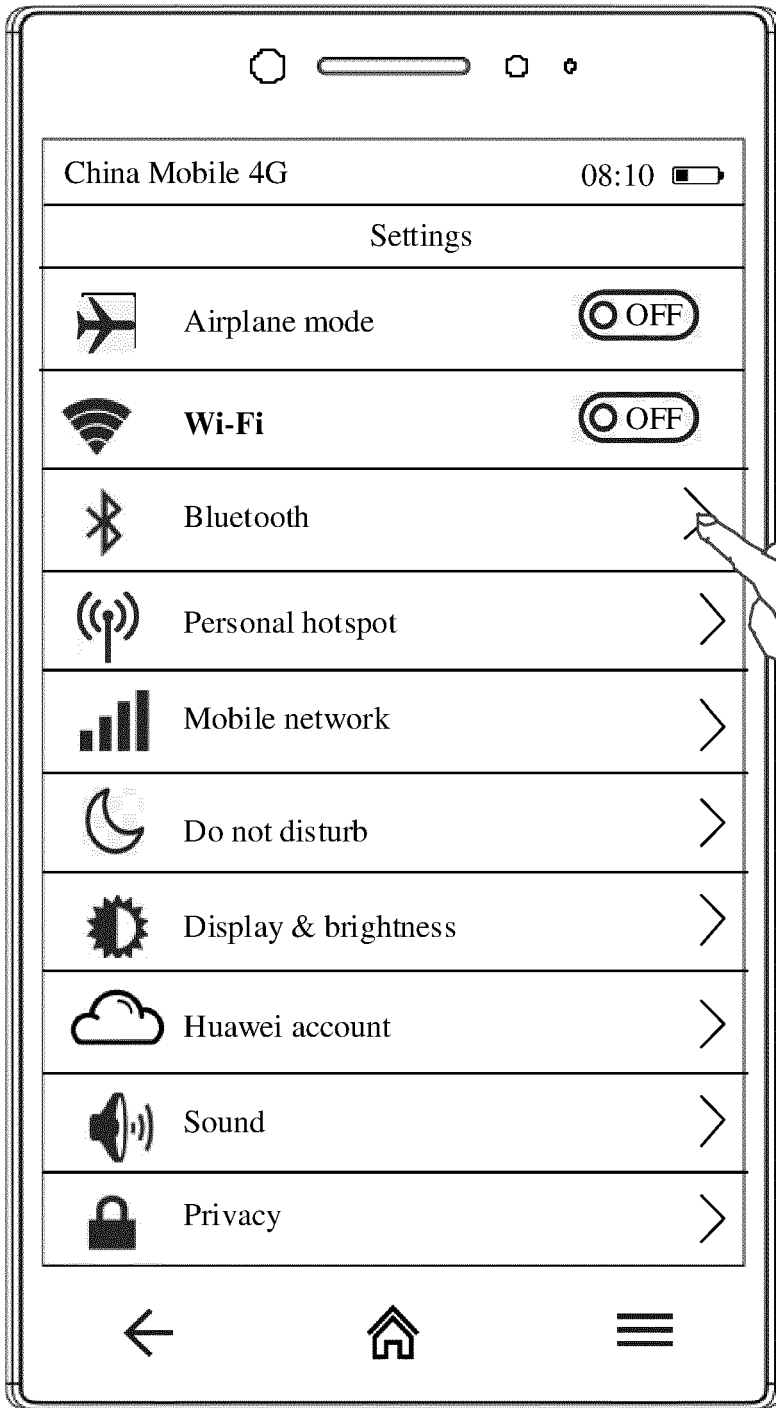 China Mobile 4G 08:10
Settings
Airplane mode OFF
Wi-Fi OFF
Bluetooth
Personal hotspot
Mobile network
Do not disturb
Display & brightness
Huawei account
Sound
Privacy